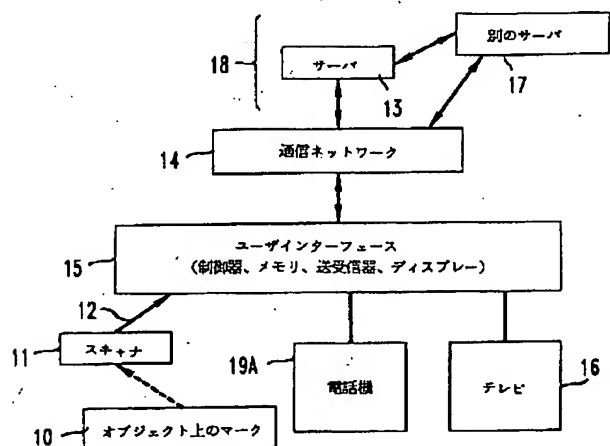 別のサーバ
18
サーバ
13
17
14
通信ネットワーク
15
ユーザインターフェース
(制御器、メモリ、送受信器、ディスプレー)
12
11
スキャナ
19A
電話機
テレビ
16
10
オブジェクト上のマーク